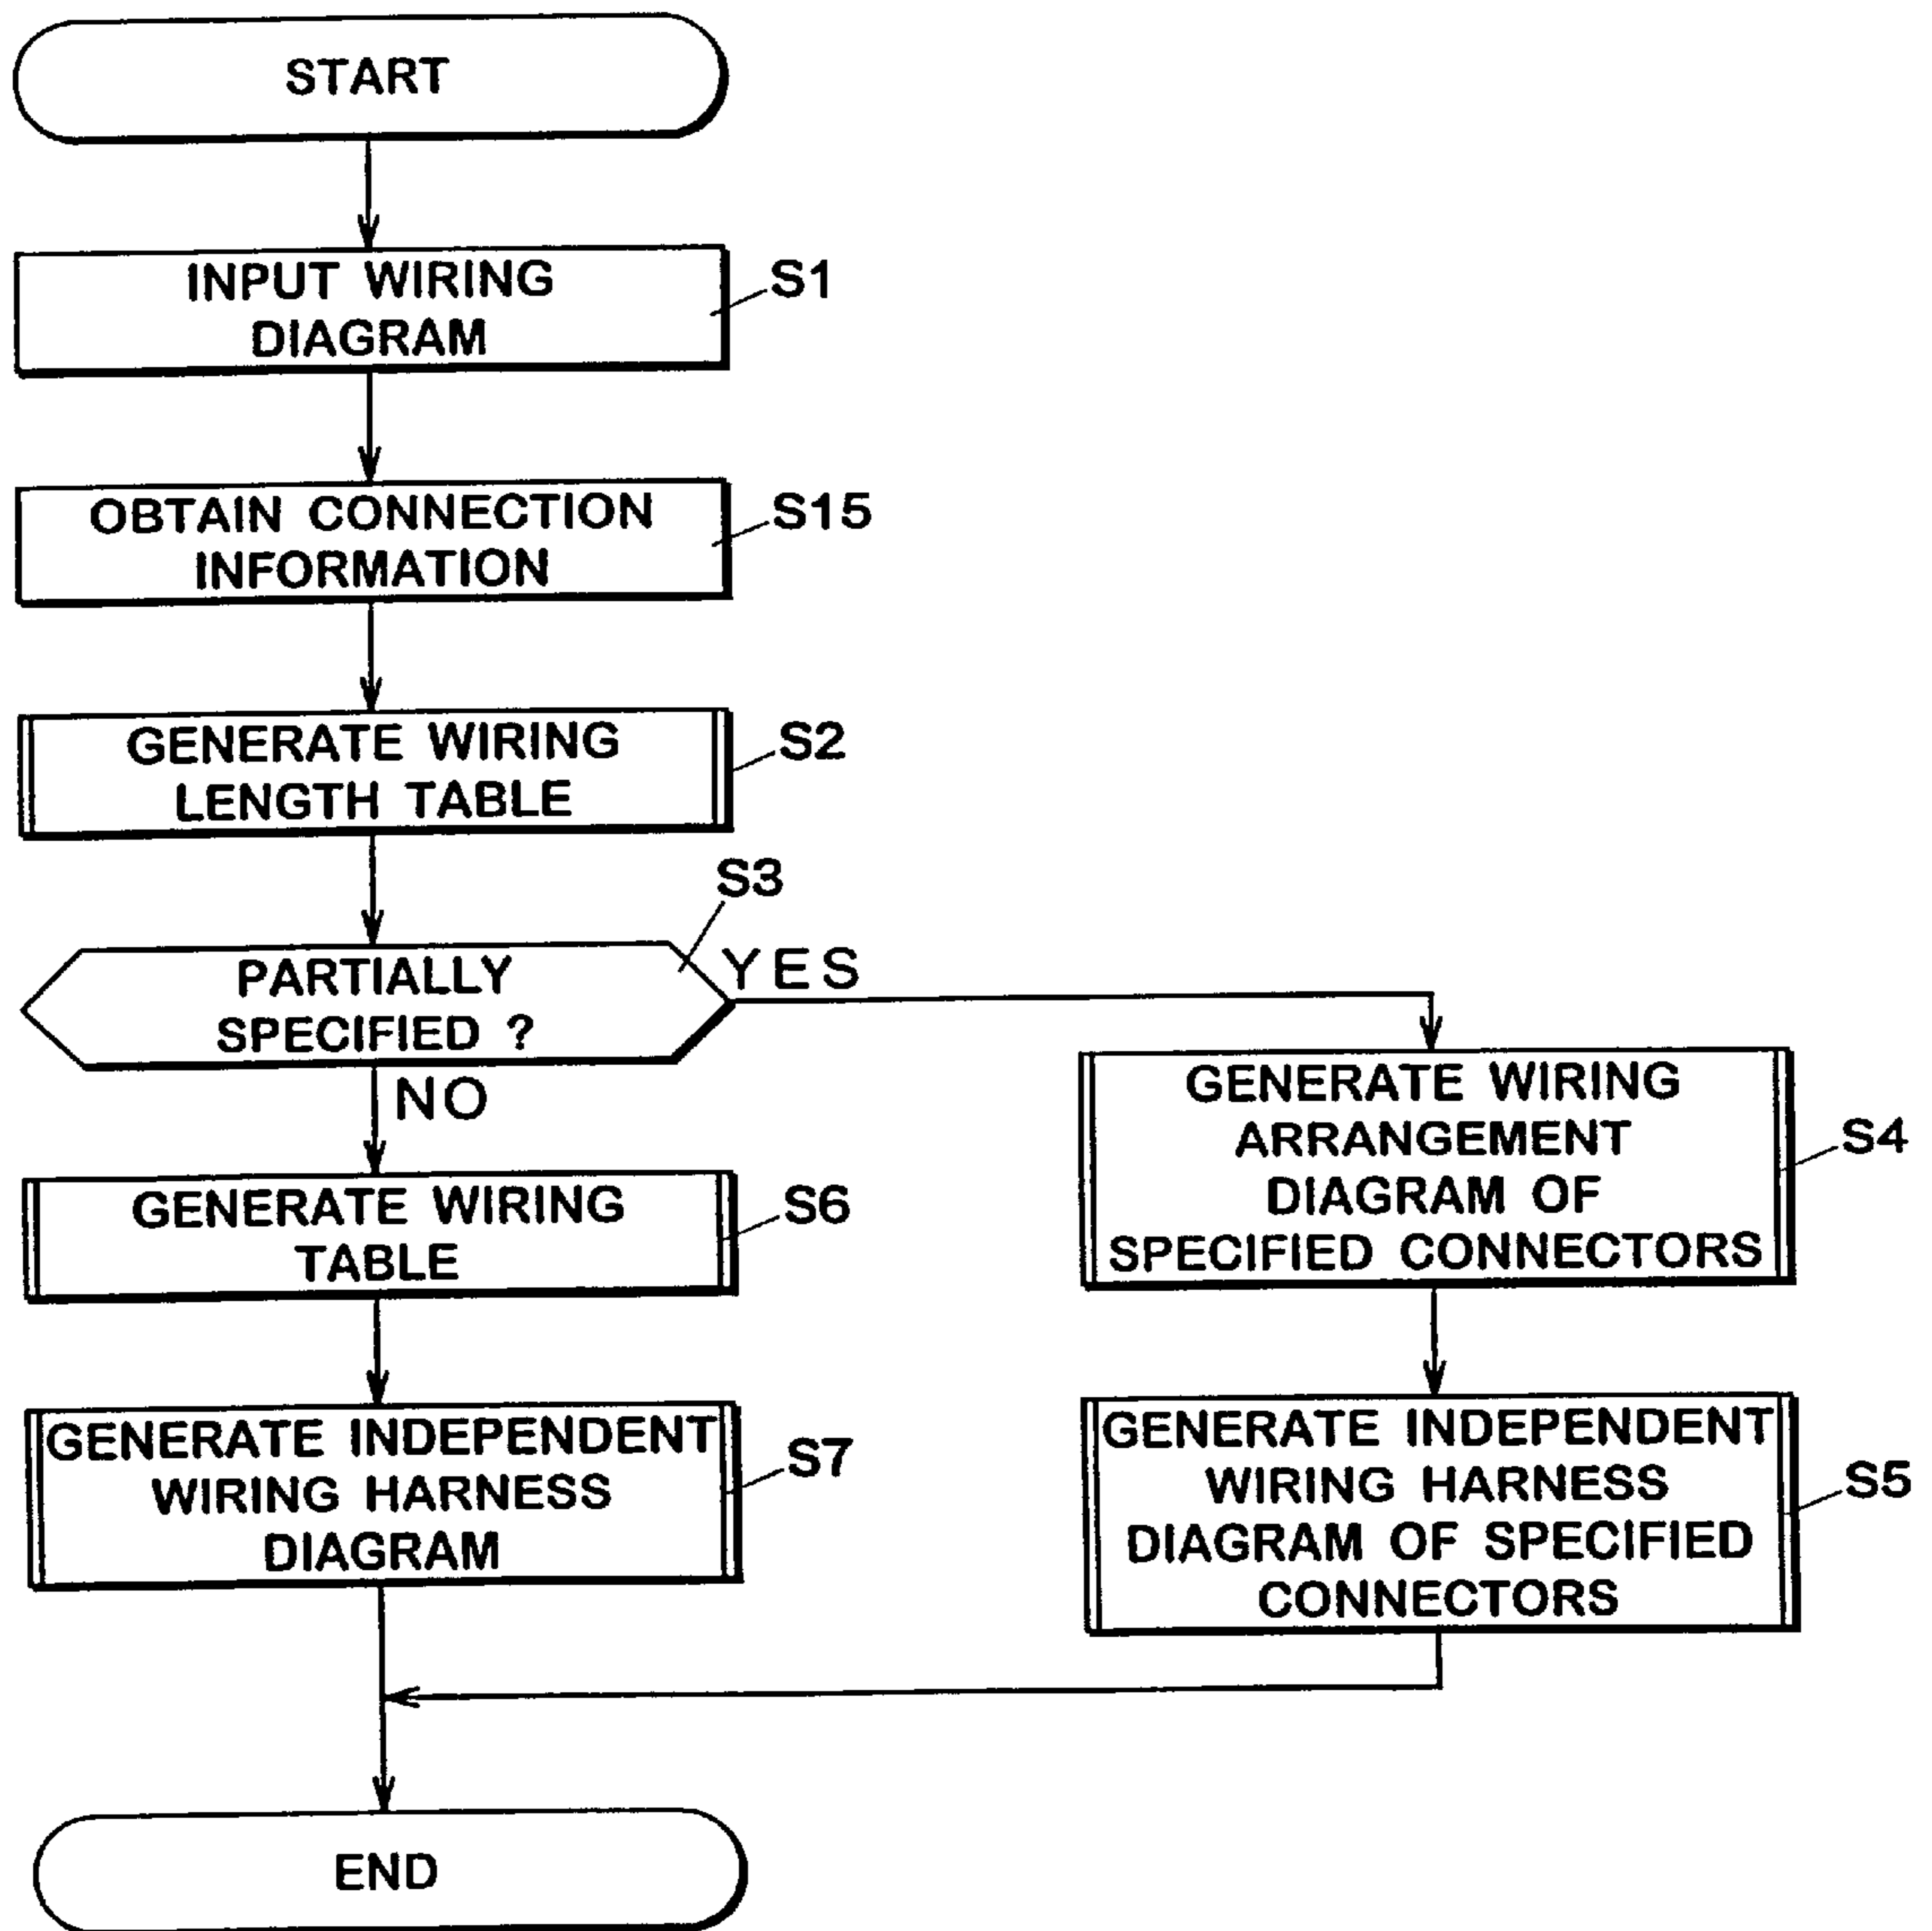 START
INPUT WIRING
DIAGRAM
S1
OBTAIN CONNECTION
INFORMATION
S15
GENERATE WIRING
LENGTH TABLE
S2
S3
PARTIALLY
SPECIFIED ?
YES
NO
GENERATE WIRING
ARRANGEMENT
DIAGRAM OF
SPECIFIED CONNECTORS
S4
GENERATE WIRING
TABLE
S6
GENERATE INDEPENDENT
WIRING HARNESS
DIAGRAM
S7
GENERATE INDEPENDENT
WIRING HARNESS
DIAGRAM OF SPECIFIED
CONNECTORS
S5
END